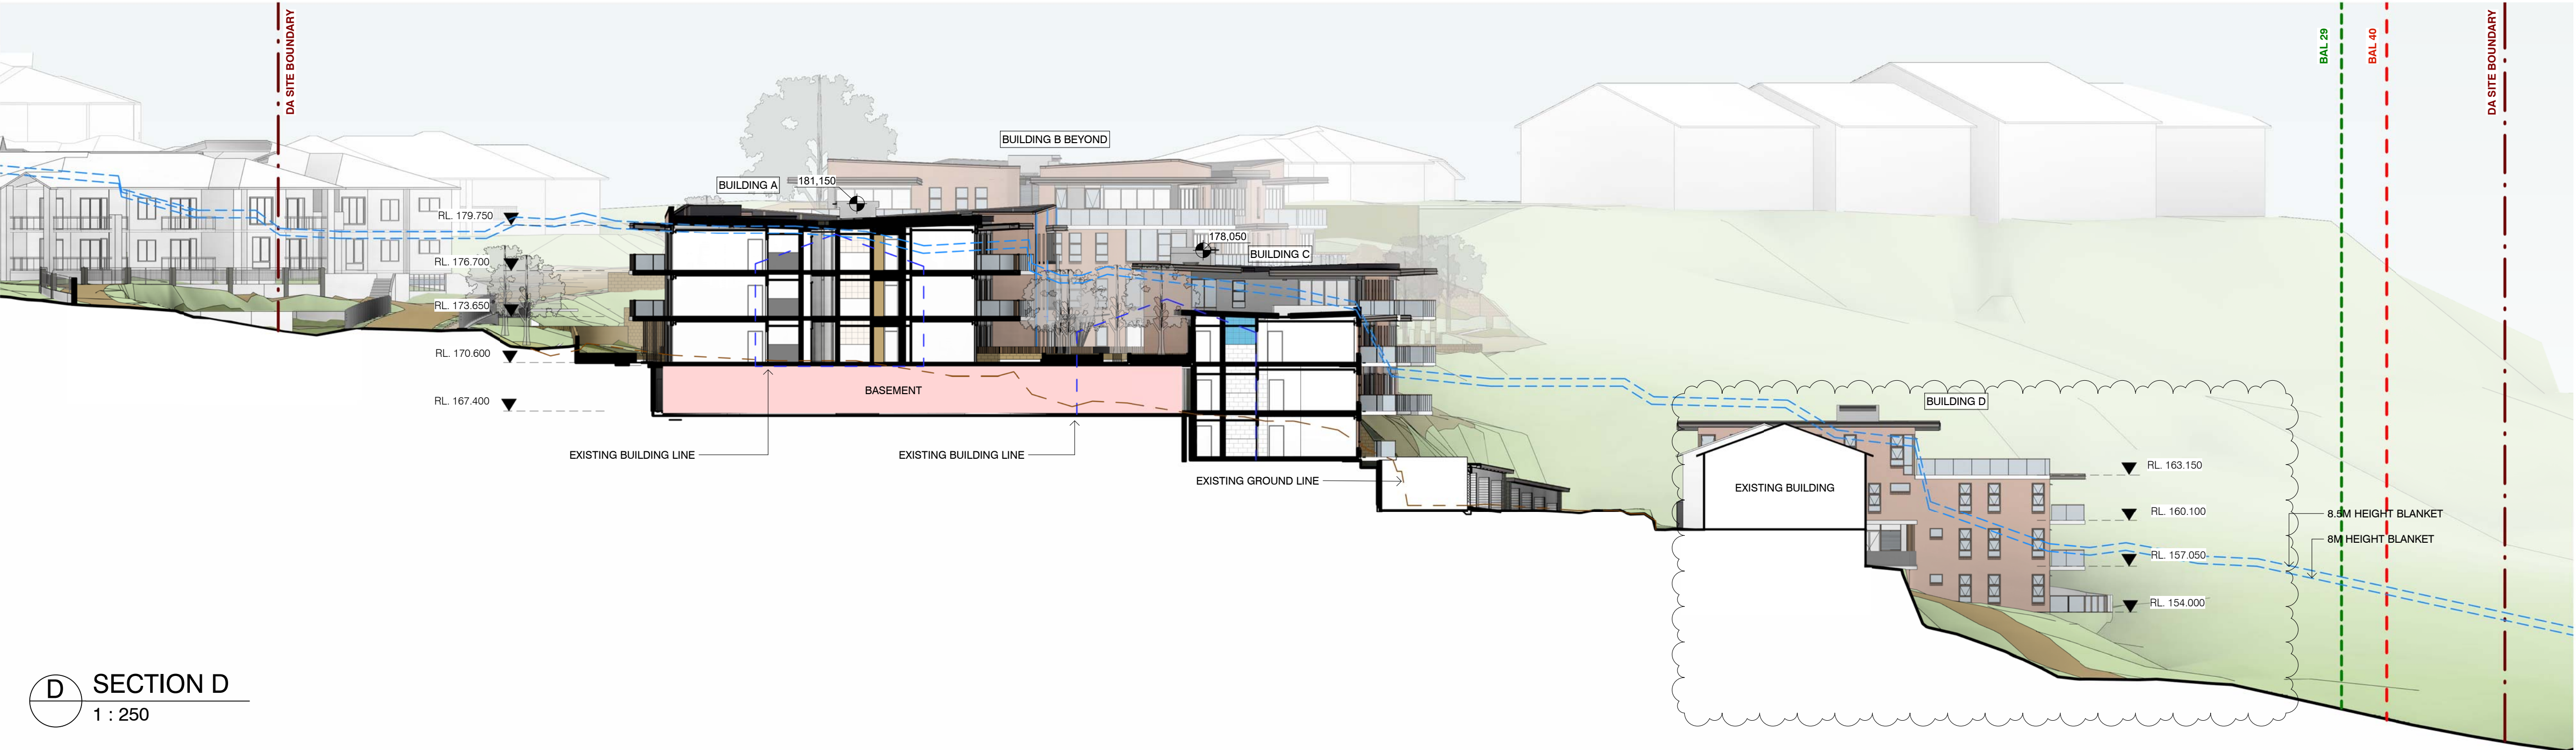 DA SITE BOUNDARY
BAL 29
BAL 40
DA SITE BOUNDARY
BUILDING B BEYOND
BUILDING A
181,150
RL. 179.750
178,050
BUILDING C
RL. 176.700
RL. 173.650
RL. 170.600
BASEMENT
RL. 167.400
BUILDING D
EXISTING BUILDING LINE
EXISTING BUILDING LINE
RL. 163.150
EXISTING GROUND LINE
EXISTING BUILDING
RL. 160.100
8.5M HEIGHT BLANKET
8M HEIGHT BLANKET
RL. 157.050
RL. 154.000
D
SECTION D
1 : 250